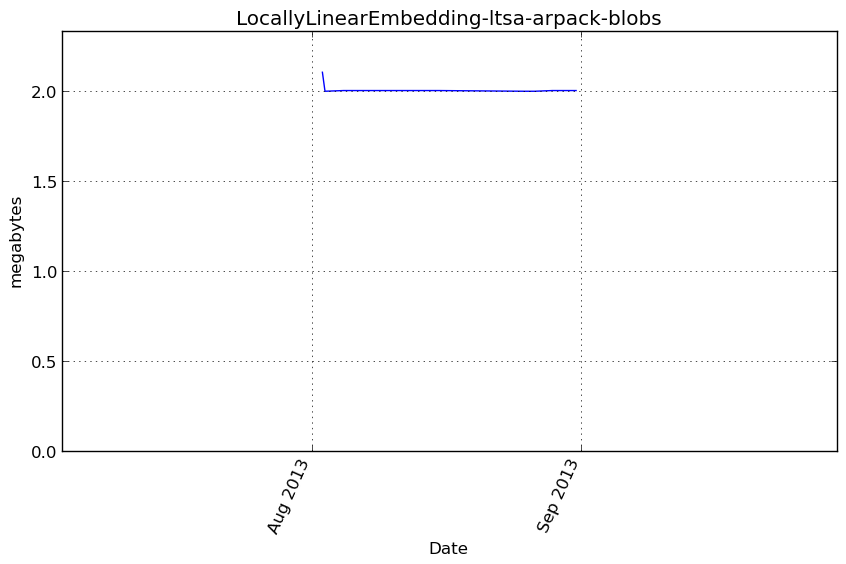 LocallyLinearEmbedding-ltsa-arpack-blobs
2.0
1.5
1.0
0.5
0.0
megabytes
Aug 2013
Sep 2013
Date